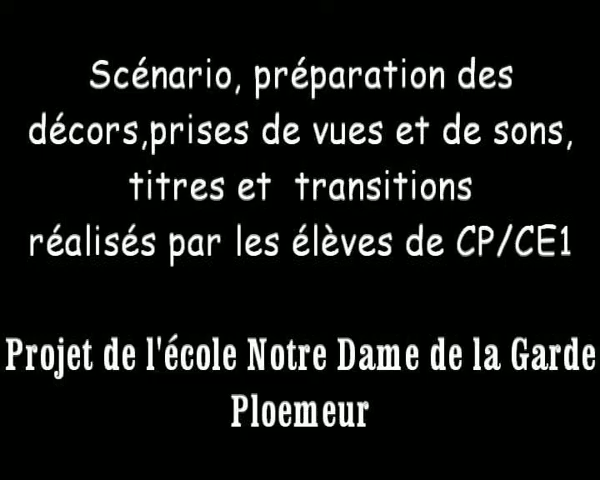 Scénario, préparation des
décors,prises de vues et de sons,
titres et transitions
réalisés par les élèves de CP/CE1
Projet de l'école Notre Dame de la Garde
Ploemeur